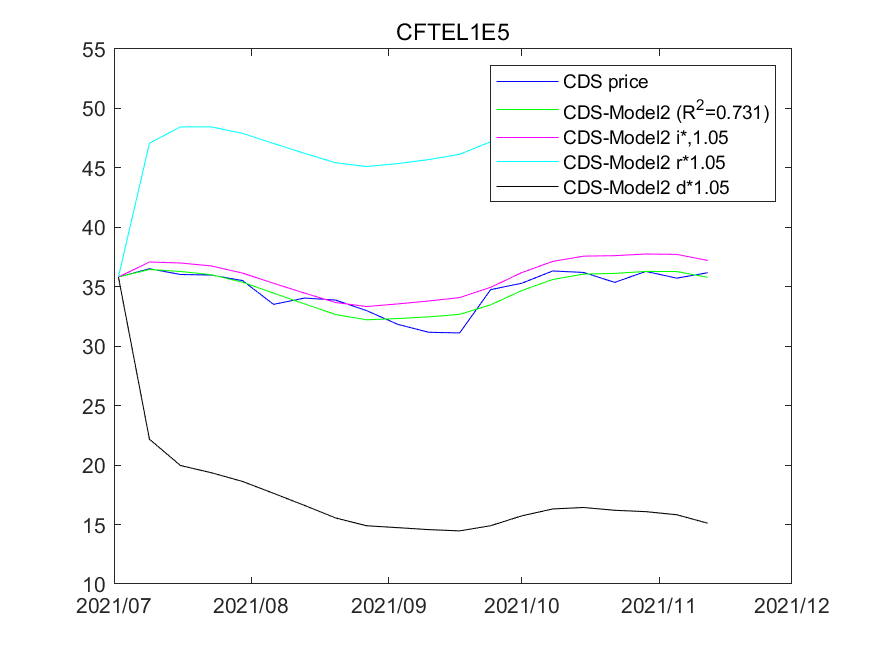 CFTEL1E5
55
50
45
40
35
30
25
20
15
10
2021/07 2021/08 2021/09 2021/10 2021/11 2021/12
CDS price
CDS-Model2 (R²=0.731)
CDS-Model2 i*,1.05
CDS-Model2 r*1.05
CDS-Model2 d*1.05